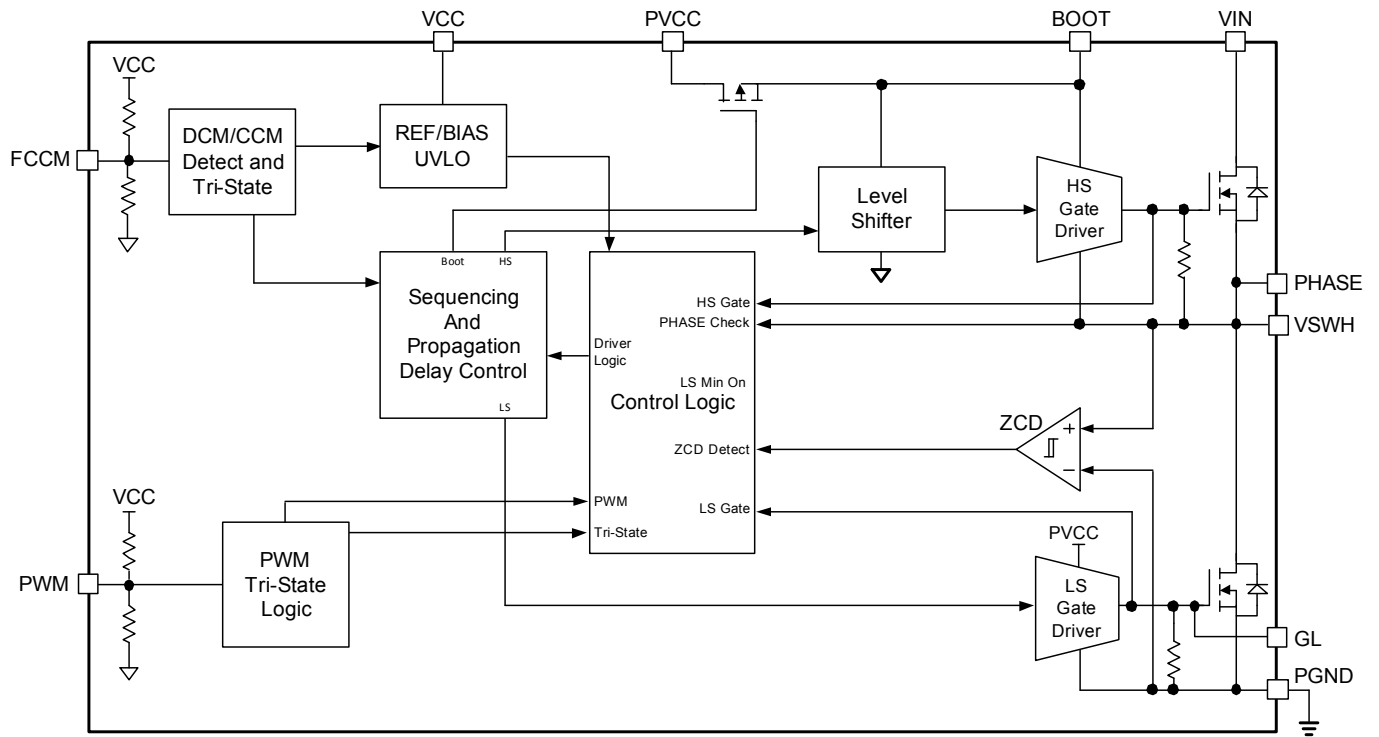 VCC
PVCC
BOOT
VIN
VCC
FCCM
DCM/CCM
Detect and
Tri-State
REF/BIAS
UVLO
Level
Shifter
HS
Gate
Driver
Boot
HS
Sequencing
And
Propagation
Delay Control
LS
HS Gate
PHASE Check
Driver
Logic
LS Min On
Control Logic
ZCD Detect
PWM
LS Gate
Tri-State
PHASE
VSWH
ZCD
+
−
VCC
PWM
PWM
Tri-State
Logic
PVCC
LS
Gate
Driver
GL
PGND